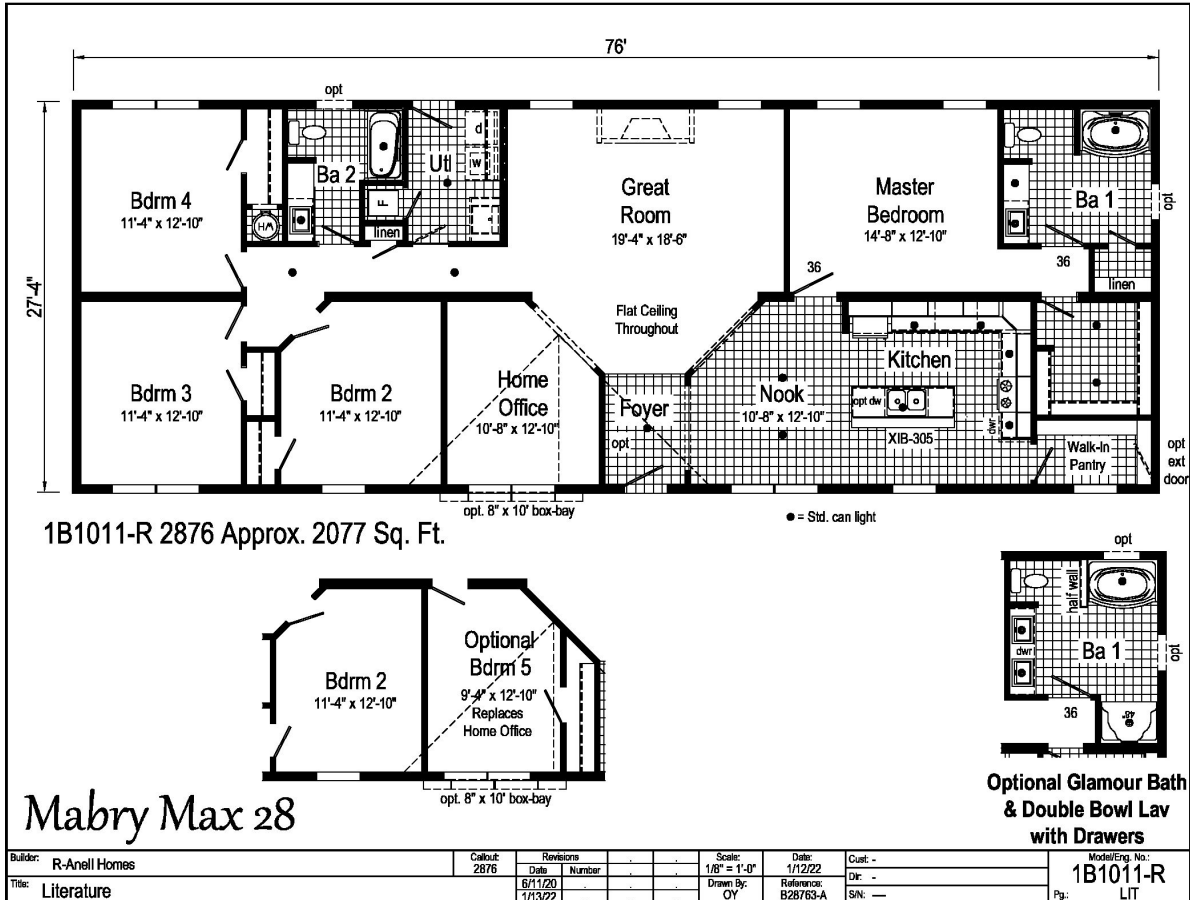 76'
27'-4"
opt
Bdrm 4
11'-4" x 12'-10"
Ba 2
Utl
d
w
F
HW
linen
Great
Room
19'-4" x 18'-6"
Master
Bedroom
14'-8" x 12'-10"
Ba 1
opt
36
36
linen
Flat Ceiling
Throughout
Bdrm 3
11'-4" x 12'-10"
Bdrm 2
11'-4" x 12'-10"
Home
Office
10'-8" x 12'-10"
Foyer
opt
Nook
10'-8" x 12'-10"
Kitchen
opt dw
XIB-305
dwr
Walk-In
Pantry
opt
ext
door
opt. 8" x 10' box-bay
● = Std. can light
1B1011-R 2876 Approx. 2077 Sq. Ft.
Bdrm 2
11'-4" x 12'-10"
Optional
Bdrm 5
9'-4" x 12'-10"
Replaces
Home Office
opt. 8" x 10' box-bay
opt
half wall
dwr
Ba 1
opt
36
48"
Optional Glamour Bath
& Double Bowl Lav
with Drawers
Mabry Max 28
Builder: R-Anell Homes
Title: Literature
Callout:
2876
Revisions
Date Number
6/11/20
1/13/22
Scale:
1/8" = 1'-0"
Drawn By:
OY
Date:
1/12/22
Reference:
B28763-A
Cust: -
Dir: -
S/N: —
Model/Eng. No.:
1B1011-R
Pg.: LIT